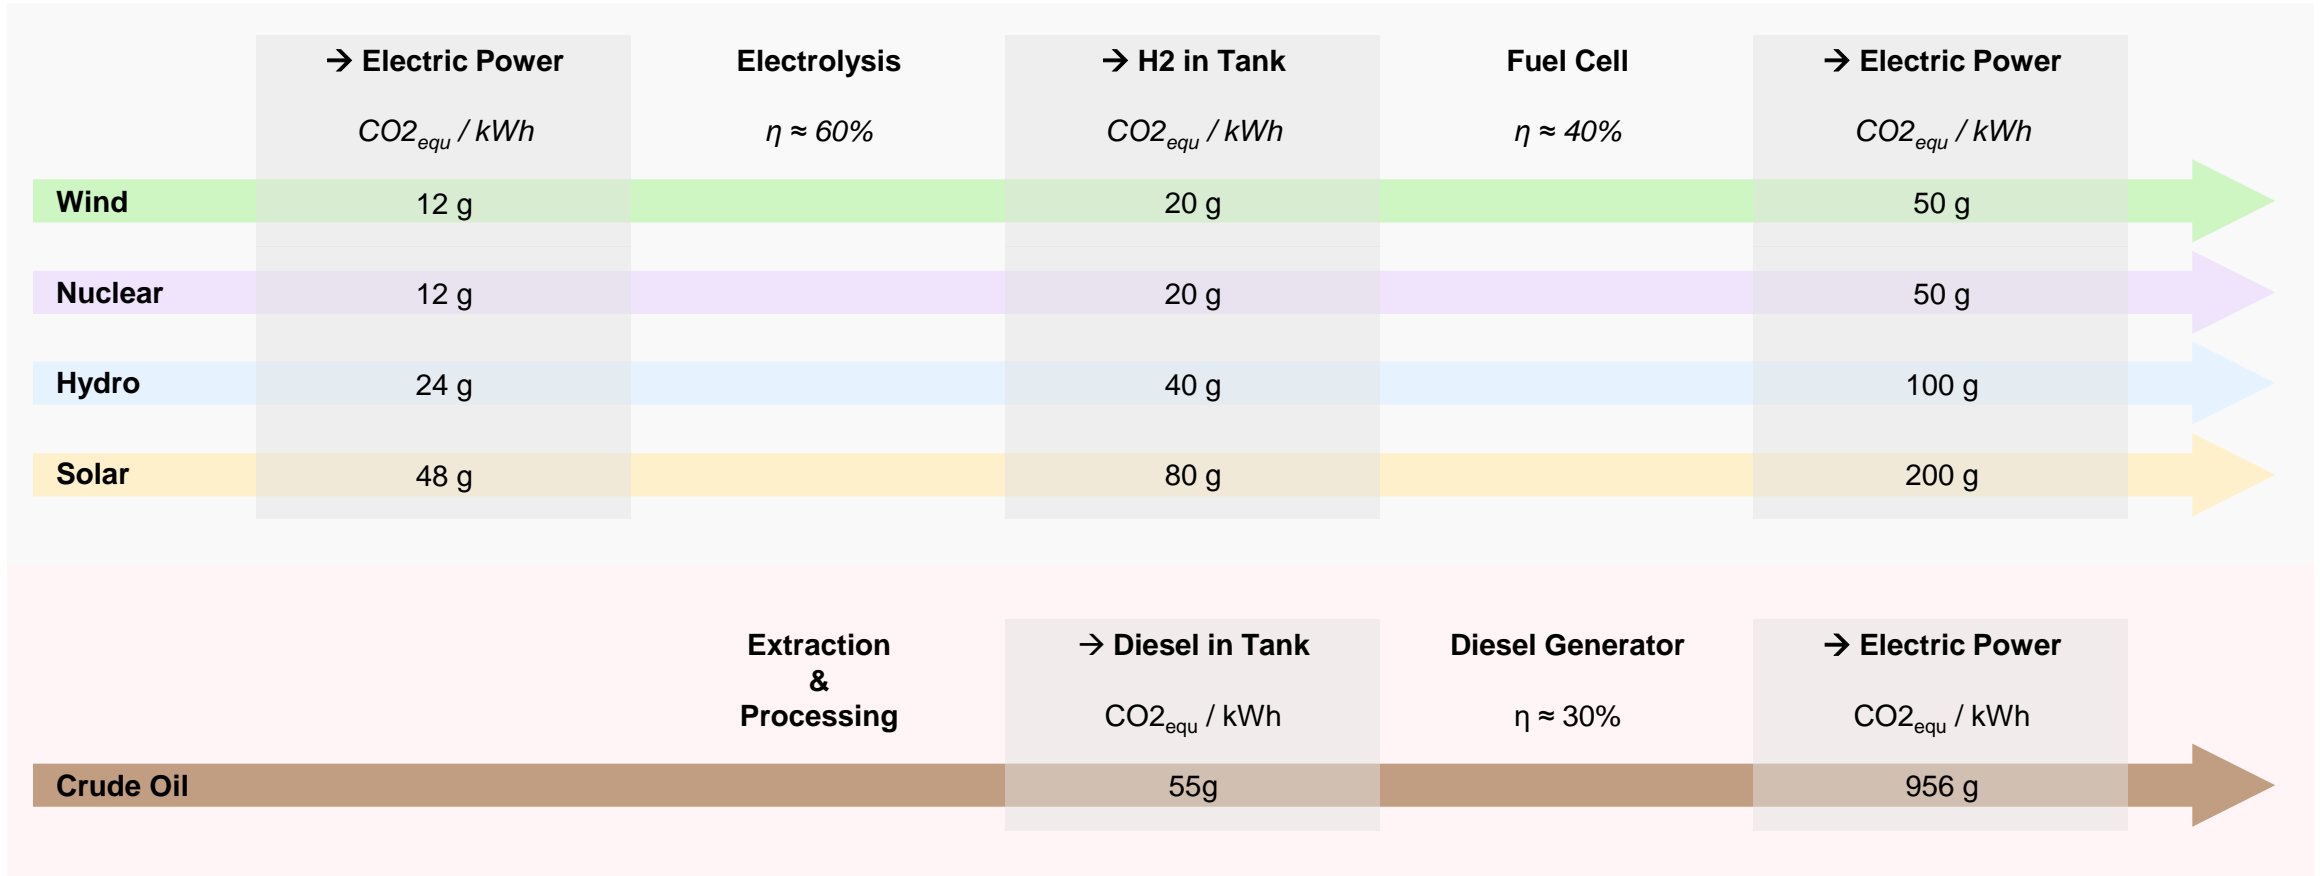 → Electric Power Electrolysis → H2 in Tank Fuel Cell → Electric Power
CO2equ / kWh η ≈ 60% CO2equ / kWh η ≈ 40% CO2equ / kWh
Wind 12 g 20 g 50 g
Nuclear 12 g 20 g 50 g
Hydro 24 g 40 g 100 g
Solar 48 g 80 g 200 g
Extraction → Diesel in Tank Diesel Generator → Electric Power
&
Processing CO2equ / kWh η ≈ 30% CO2equ / kWh
Crude Oil 55g 956 g